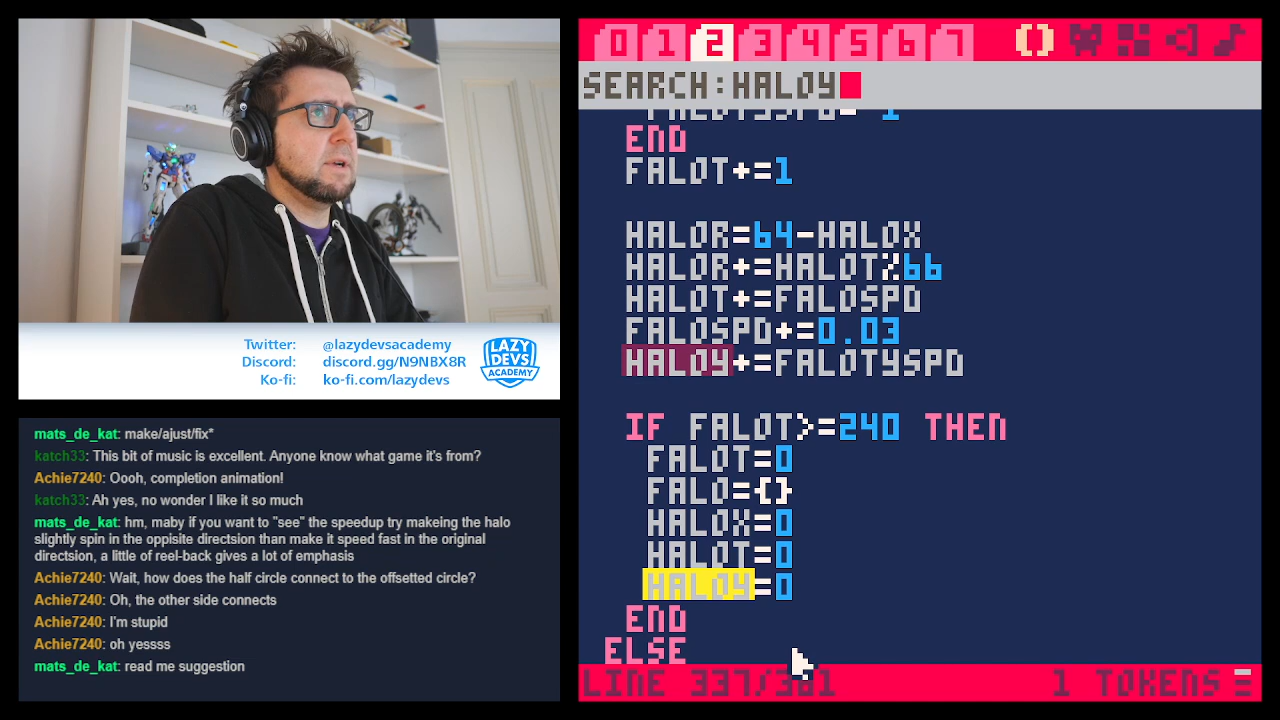 Twitter: @lazydevsacademy
Discord: discord.gg/N9NBX8R
Ko-fi: ko-fi.com/lazydevs
LAZY
DEVS
ACADEMY
mats_de_kat: make/ajust/fix*
katch33: This bit of music is excellent. Anyone know what game it's from?
Achie7240: Oooh, completion animation!
katch33: Ah yes, no wonder I like it so much
mats_de_kat: hm, maby if you want to "see" the speedup try makeing the halo
slightly spin in the oppisite directsion than make it speed fast in the original
directsion, a little of reel-back gives a lot of emphasis
Achie7240: Wait, how does the half circle connect to the offsetted circle?
Achie7240: Oh, the other side connects
Achie7240: I'm stupid
Achie7240: oh yessss
mats_de_kat: read me suggestion
0 1 2 3 4 5 6 7 ()
SEARCH:HALOY
END
FALOT+=1
HALOR=64-HALOX
HALOR+=HALOT%66
HALOT+=FALOSPD
FALOSPD+=0.03
HALOY+=FALOTYSPD
IF FALOT>=240 THEN
FALOT=0
FALO={}
HALOX=0
HALOT=0
HALOY=0
END
ELSE
LINE 337/381 1 TOKENS